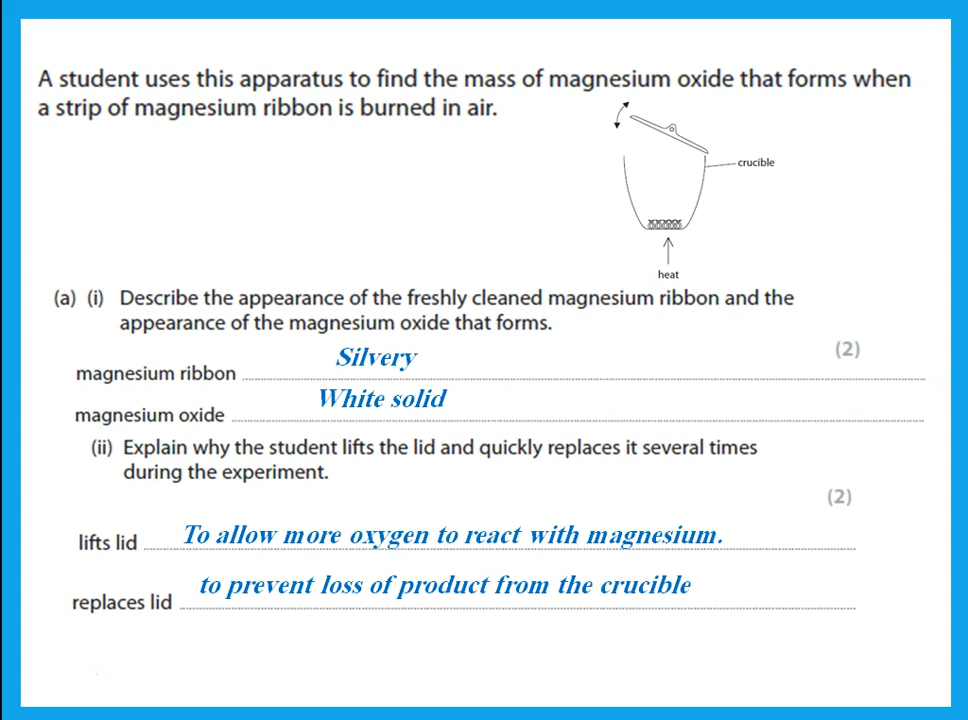 A student uses this apparatus to find the mass of magnesium oxide that forms when
a strip of magnesium ribbon is burned in air.
crucible
heat
(a) (i) Describe the appearance of the freshly cleaned magnesium ribbon and the
appearance of the magnesium oxide that forms.
(2)
Silvery
magnesium ribbon
White solid
magnesium oxide
(ii) Explain why the student lifts the lid and quickly replaces it several times
during the experiment.
(2)
lifts lid To allow more oxygen to react with magnesium.
to prevent loss of product from the crucible
replaces lid